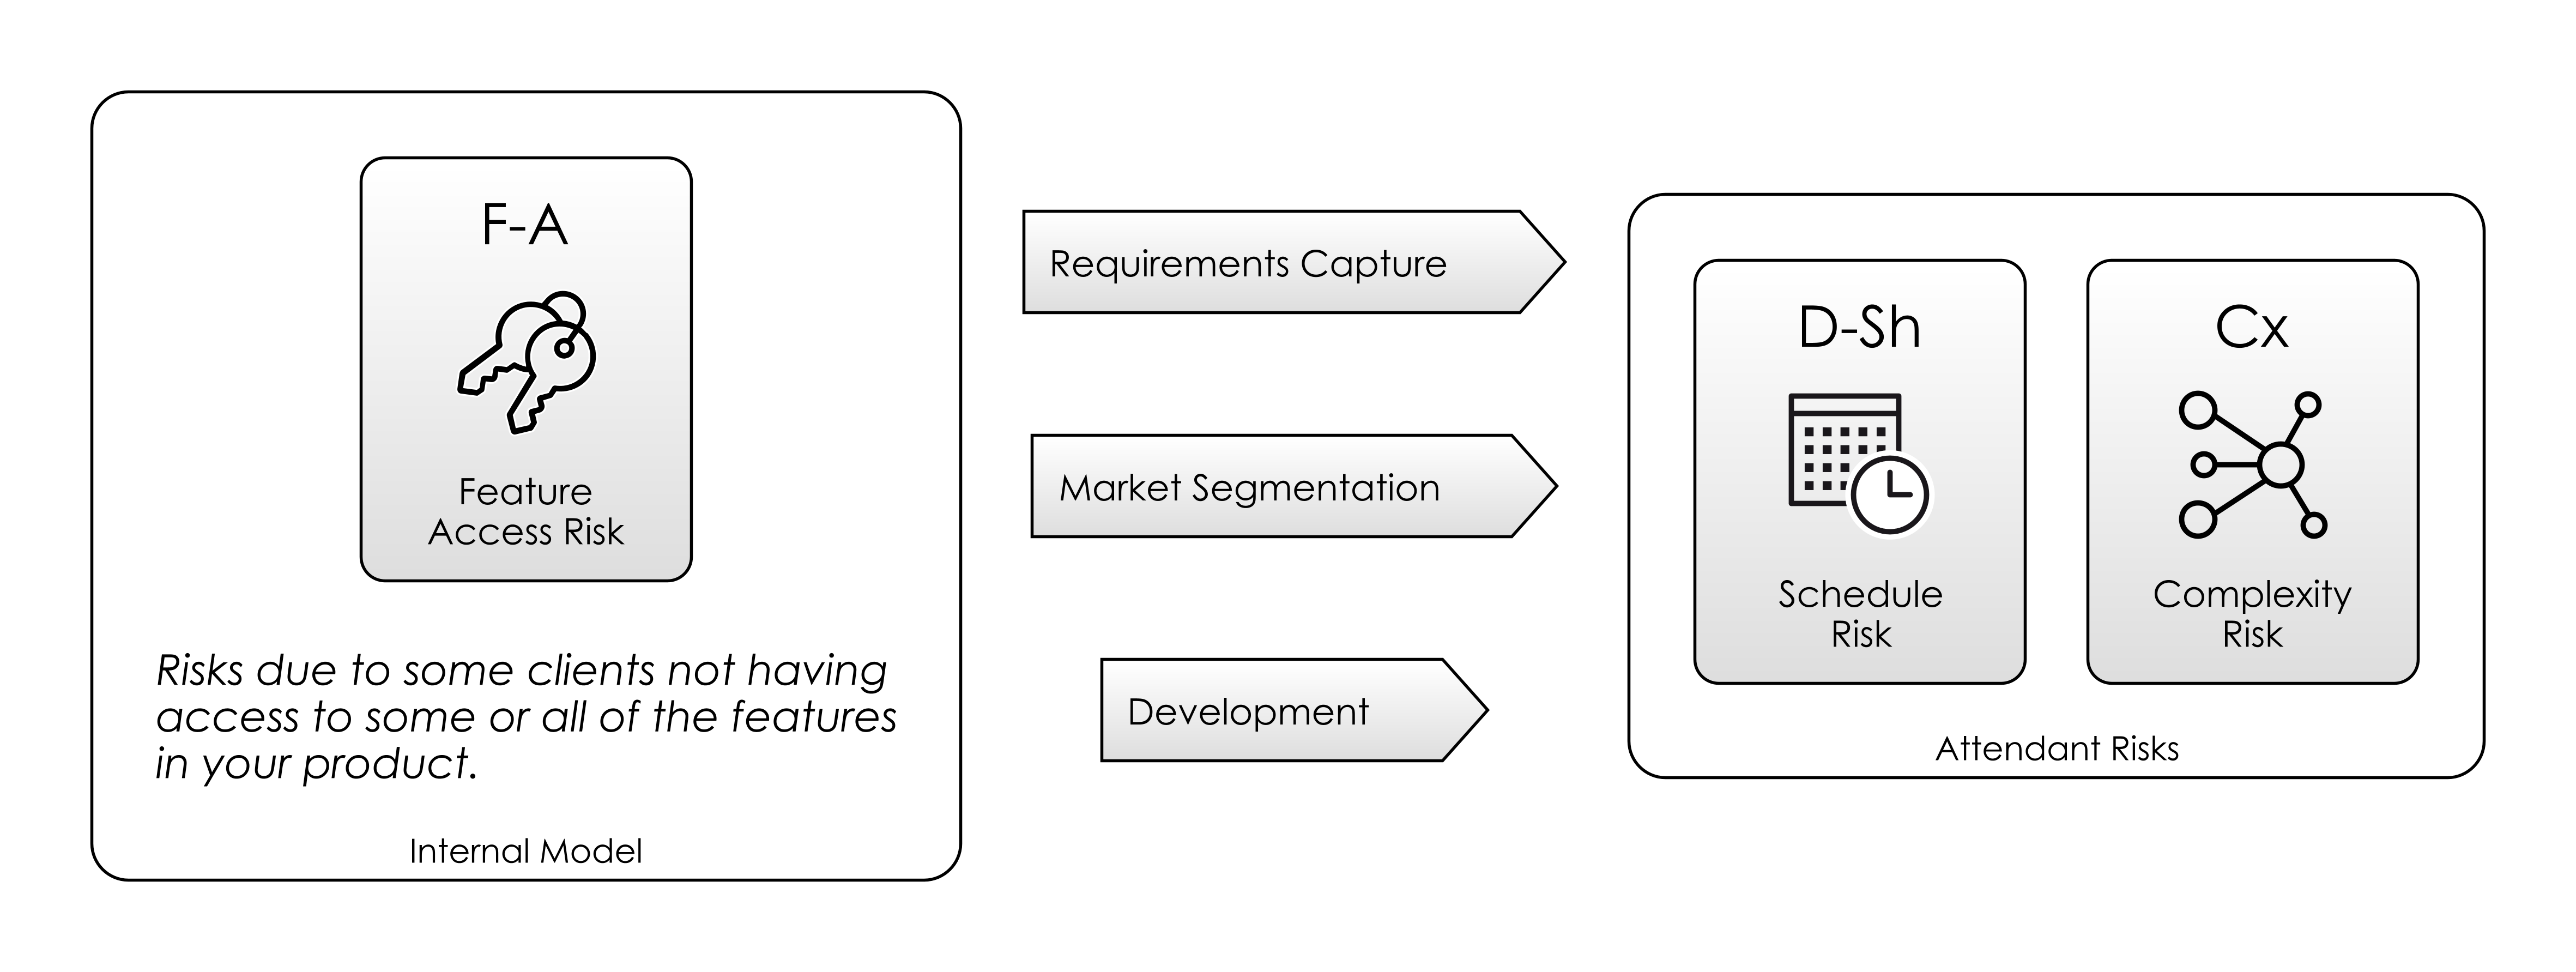 F-A
Feature
Access Risk
Risks due to some clients not having
access to some or all of the features
in your product.
Internal Model
Requirements Capture
Market Segmentation
Development
D-Sh
Schedule
Risk
Cx
Complexity
Risk
Attendant Risks